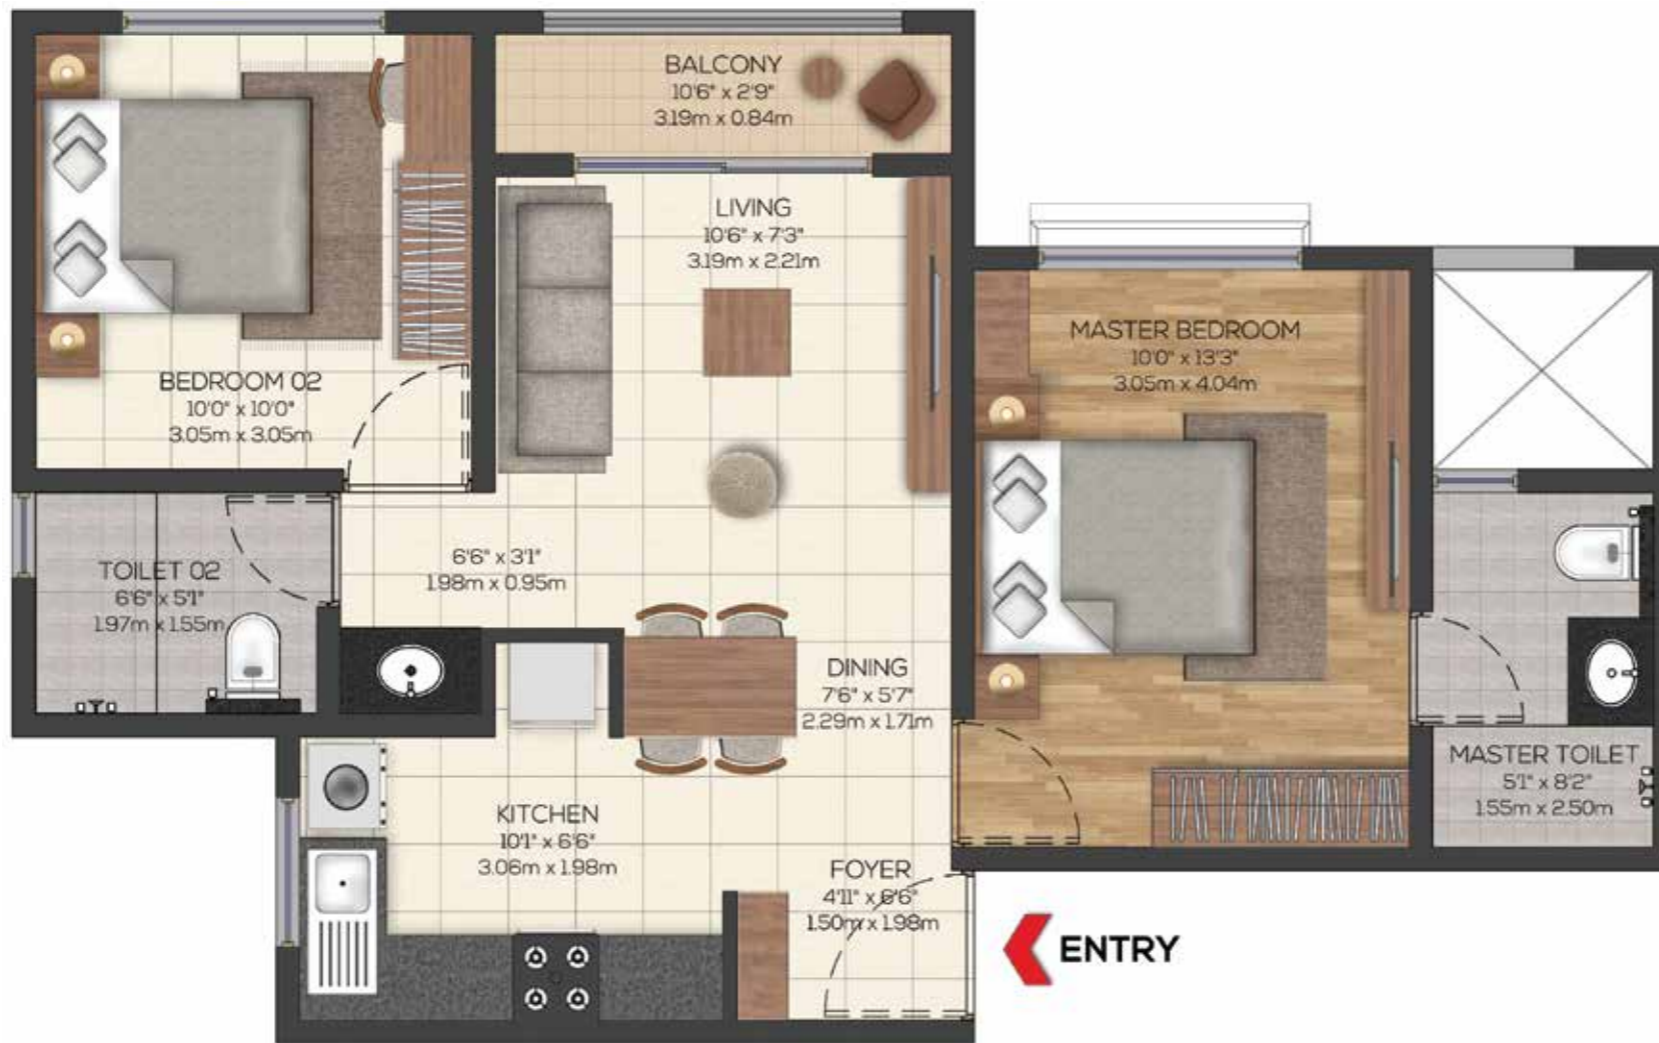 BALCONY
10'6" x 2'9"
3.19m x 0.84m
LIVING
10'6" x 7'3"
3.19m x 2.21m
MASTER BEDROOM
10'0" x 13'3"
3.05m x 4.04m
BEDROOM 02
10'0" x 10'0"
3.05m x 3.05m
TOILET 02
6'6" x 5'1"
1.97m x 1.55m
6'6" x 3'1"
1.98m x 0.95m
DINING
7'6" x 5'7"
2.29m x 1.71m
MASTER TOILET
5'1" x 8'2"
1.55m x 2.50m
KITCHEN
10'1" x 6'6"
3.06m x 1.98m
FOYER
4'11" x 6'6"
1.50m x 1.98m
ENTRY